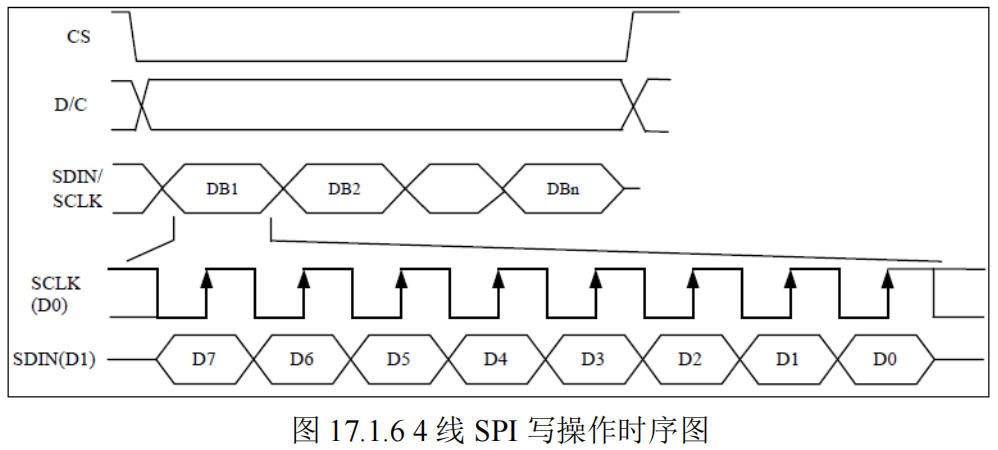 CS
D/C
SDIN/
SCLK
DB1 DB2 DBn
SCLK
(D0)
SDIN(D1) D7 D6 D5 D4 D3 D2 D1 D0
图 17.1.6 4 线 SPI 写操作时序图